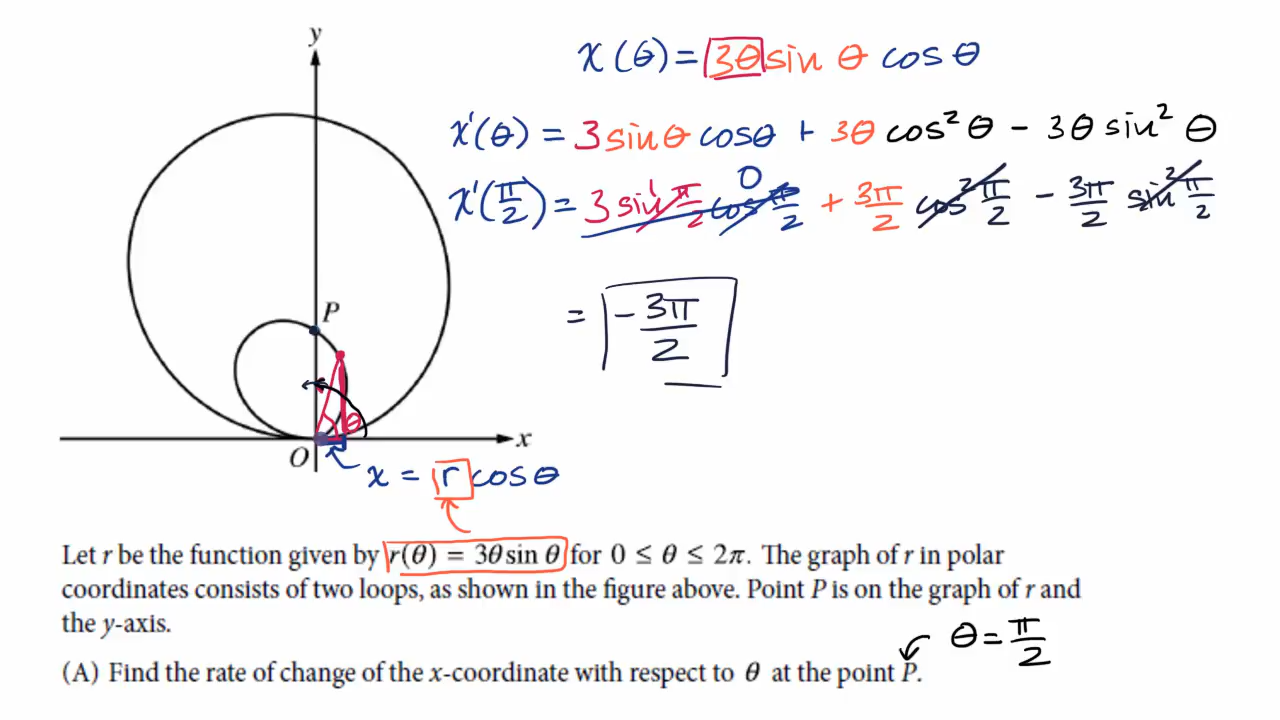 y
x(θ) = 3θ sin θ cos θ
x'(θ) = 3 sin θ cos θ + 3θ cos² θ − 3θ sin² θ
1 0
x'(π/2) = 3 sin π/2 cos π/2 + 3π/2 cos² π/2 − 3π/2 sin² π/2
= −3π/2
P
θ
O
x
x = r cos θ
Let r be the function given by r(θ) = 3θ sin θ for 0 ≤ θ ≤ 2π. The graph of r in polar
coordinates consists of two loops, as shown in the figure above. Point P is on the graph of r and
the y-axis.
θ = π/2
(A) Find the rate of change of the x-coordinate with respect to θ at the point P.